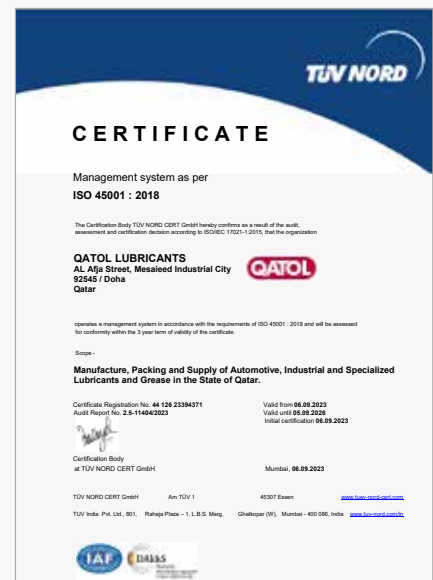 TÜV NORD
CERTIFICATE
Management system as per
ISO 45001 : 2018
The Certification Body TÜV NORD CERT GmbH hereby confirms as a result of the audit,
assessment and certification decision according to ISO/IEC 17021-1:2015, that the organization
QATOL LUBRICANTS
AL Afja Street, Mesaieed Industrial City
92545 / Doha
Qatar
QATOL
operates a management system in accordance with the requirements of ISO 45001 : 2018 and will be assessed
for conformity within the 3 year term of validity of the certificate.
Scope -
Manufacture, Packing and Supply of Automotive, Industrial and Specialized
Lubricants and Grease in the State of Qatar.
Certificate Registration No. 44 126 23394371 Valid from 06.09.2023
Audit Report No. 2.5-11404/2023 Valid until 05.09.2026
Initial certification 06.09.2023
Certification Body
at TÜV NORD CERT GmbH Mumbai, 06.09.2023
TÜV NORD CERT GmbH Am TÜV 1 45307 Essen www.tuev-nord-cert.com
TUV India Pvt. Ltd., 801, Raheja Plaza – 1, L.B.S. Marg, Ghatkopar (W), Mumbai - 400 086, India www.tuv-nord.com/in
IAF DAkkS